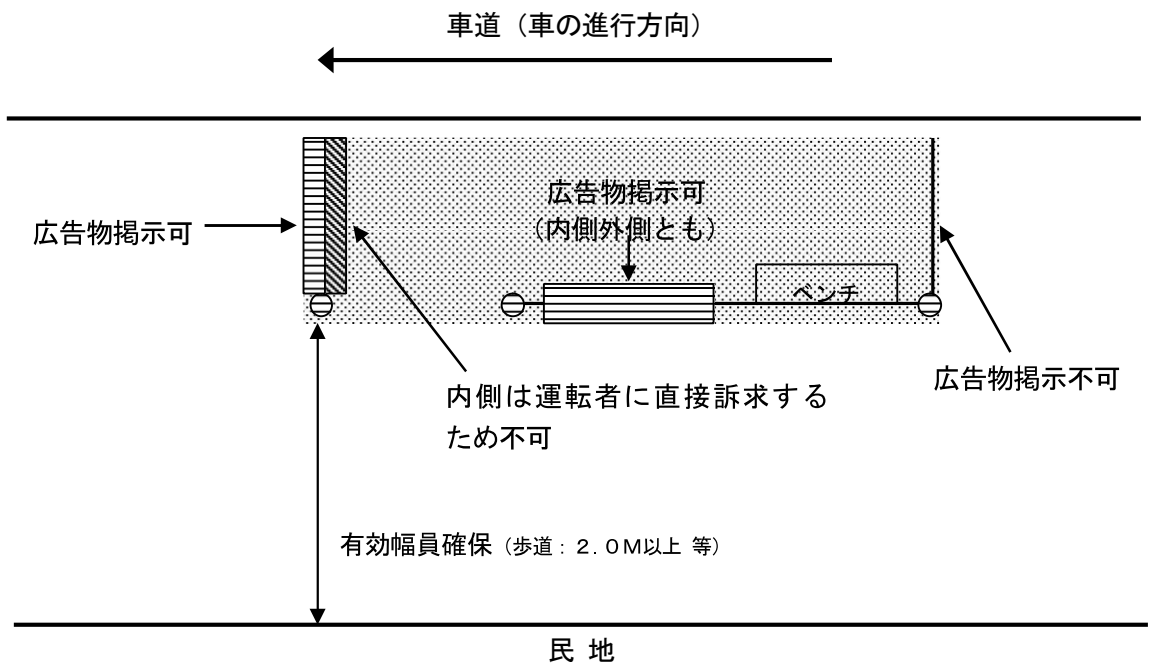 車道（車の進行方向）
広告物掲示可
（内側外側とも）
広告物掲示可
ベンチ
広告物掲示不可
内側は運転者に直接訴求する
ため不可
有効幅員確保（歩道：２.０Ｍ以上 等）
民 地